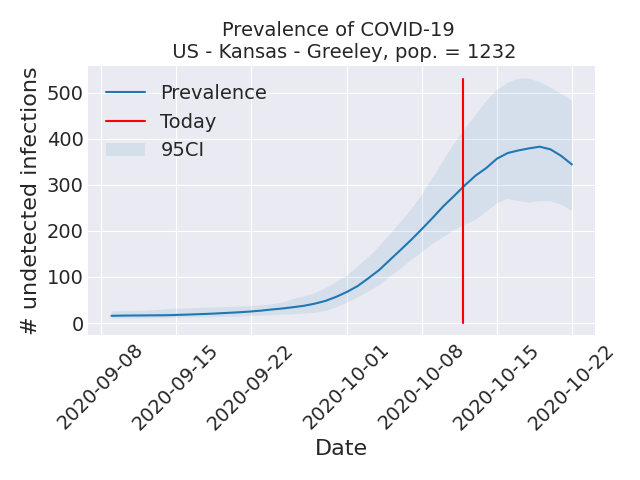 Prevalence of COVID-19
US - Kansas - Greeley, pop. = 1232
# undetected infections
500
400
300
200
100
0
Prevalence
Today
95CI
2020-09-08
2020-09-15
2020-09-22
2020-10-01
2020-10-08
2020-10-15
2020-10-22
Date